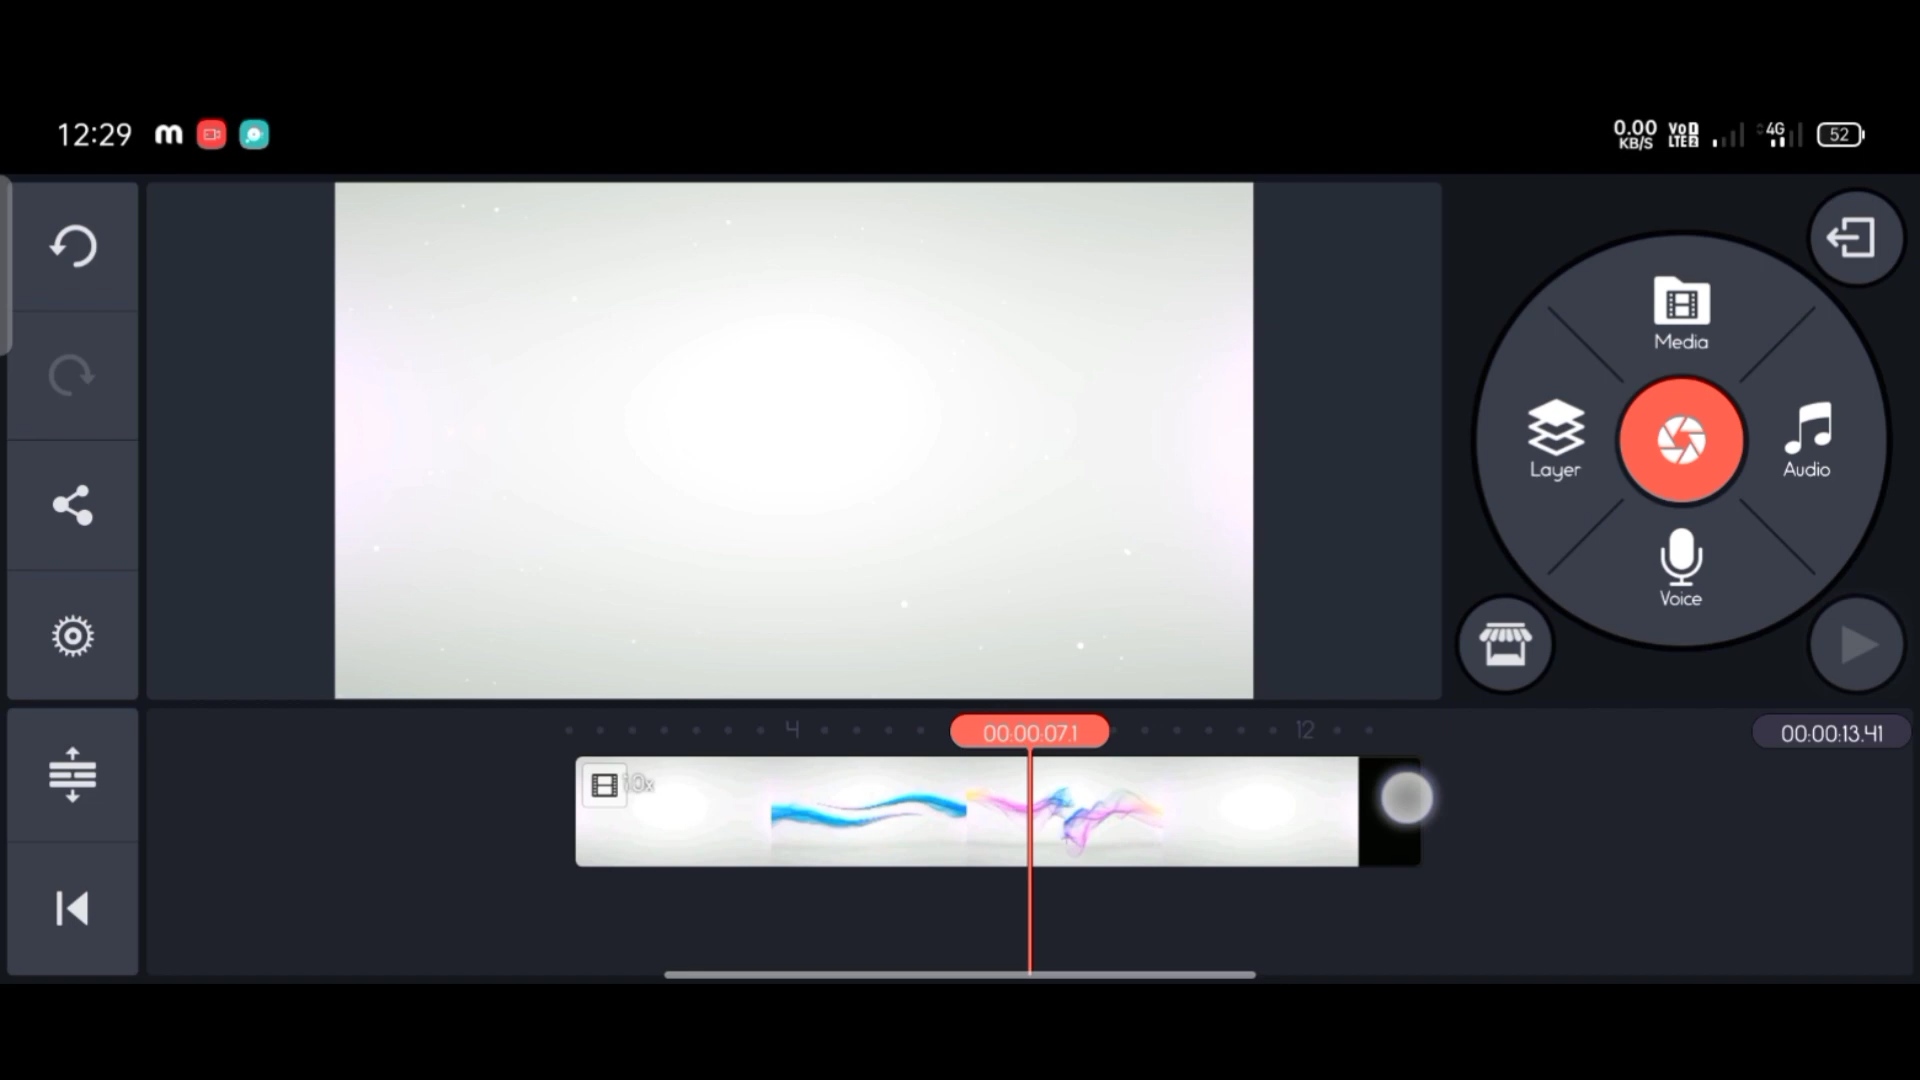 12:29 m 0.00 KB/S VoD LTE2 4G 52
Media
Layer
Audio
Voice
4
00:00:07.1
12
00:00:13.41